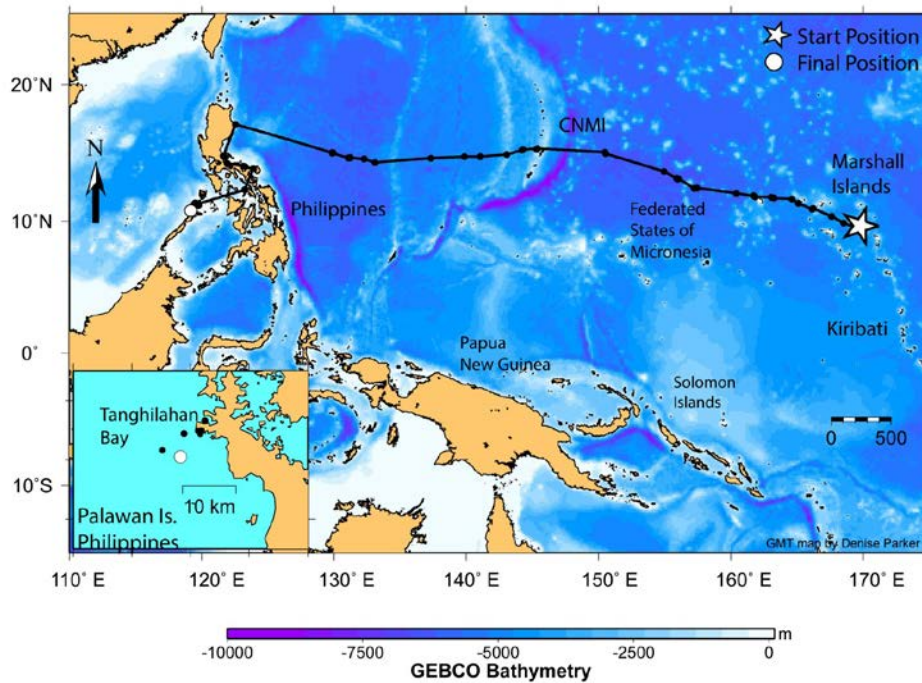 Start Position
Final Position
20°N
N
CNMI
Marshall
Islands
Philippines
10°N
Federated
States of
Micronesia
Kiribati
Papua
New Guinea
0°
Solomon
Islands
Tanghilahan
Bay
0 500
10°S
10 km
Palawan Is.
Philippines
GMT map by Denise Parker
110°E 120°E 130°E 140°E 150°E 160°E 170°E
m
-10000 -7500 -5000 -2500 0
GEBCO Bathymetry